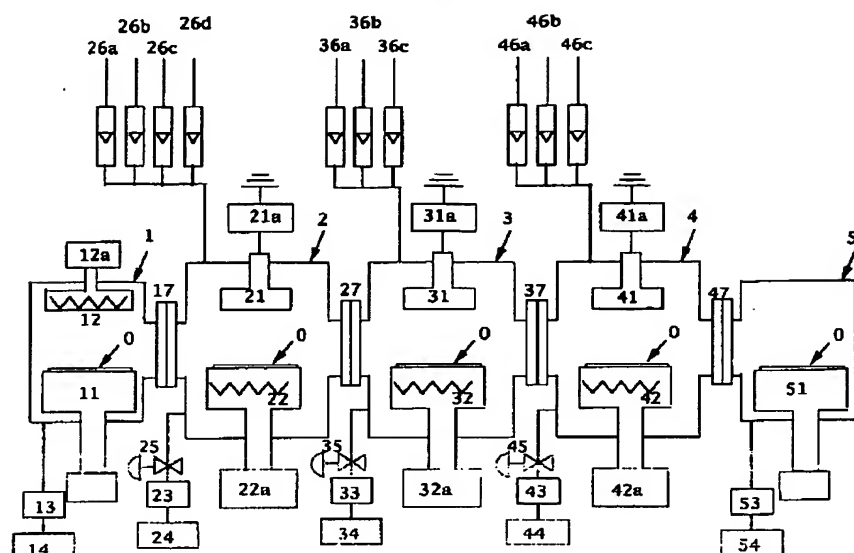 26b 26d 36b 46b
26a 26c 36a 36c 46a 46c
21a 2 31a 3 41a 4
12a 1 5
17 27 37 47
12 21 31 41
0 0 0 0 0
11 22 32 42 51
25 35 45
13 23 22a 33 32a 43 42a 53
14 24 34 44 54